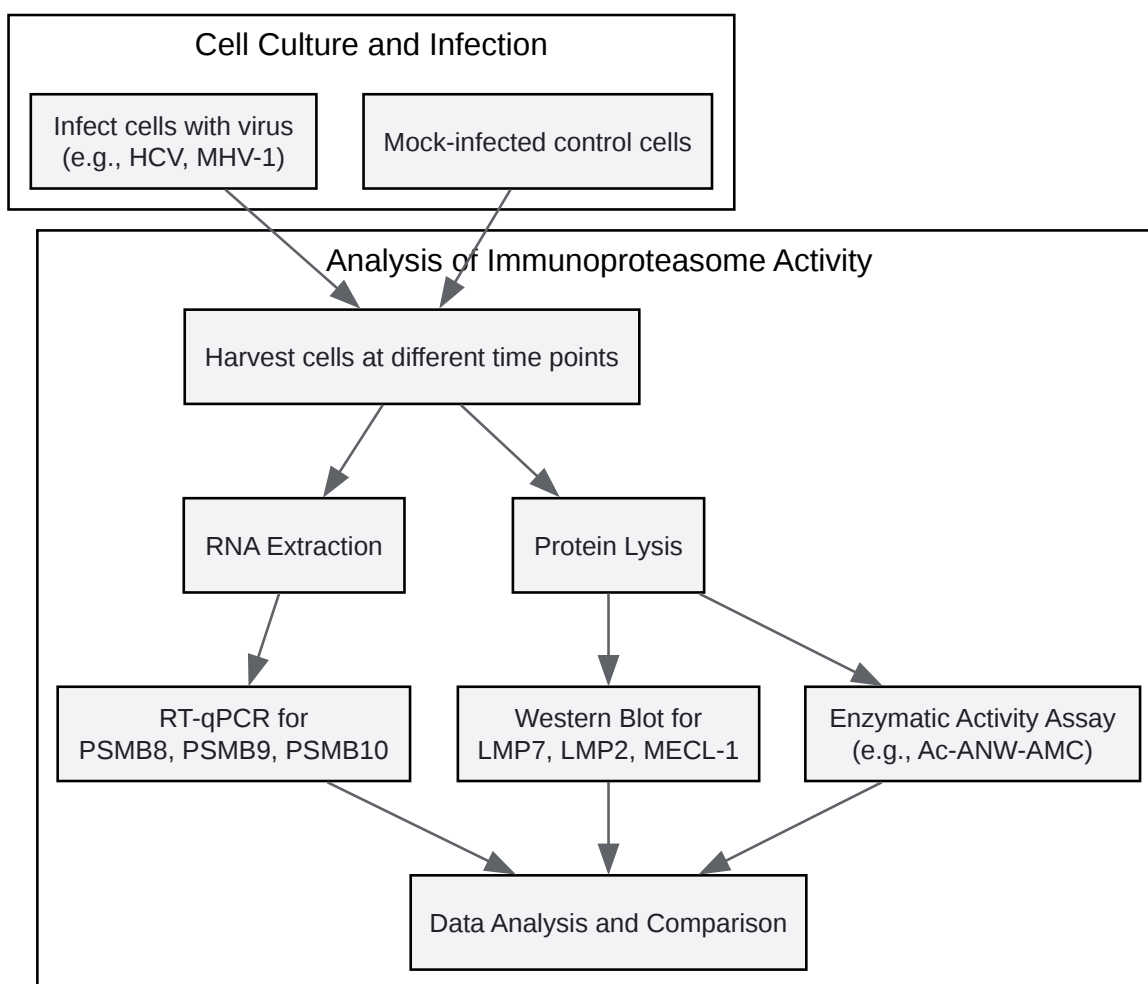 Cell Culture and Infection
Infect cells with virus
(e.g., HCV, MHV-1)
Mock-infected control cells
Analysis of Immunoproteasome Activity
Harvest cells at different time points
RNA Extraction
Protein Lysis
RT-qPCR for
PSMB8, PSMB9, PSMB10
Western Blot for
LMP7, LMP2, MECL-1
Enzymatic Activity Assay
(e.g., Ac-ANW-AMC)
Data Analysis and Comparison